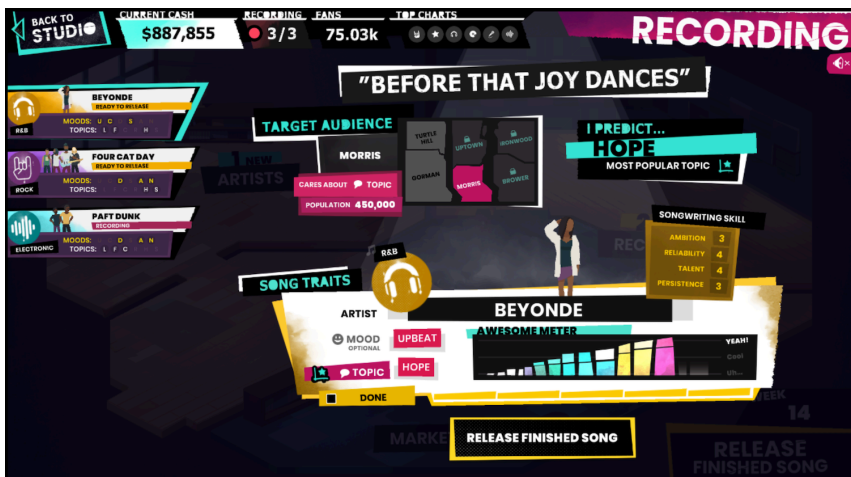 BACK TO
STUDIO
CURRENT CASH
$887,855
RECORDING
3/3
FANS
75.03k
TOP CHARTS
RECORDING
BEYONDE
READY TO RELEASE
R&B
MOODS: U C S
TOPICS: L F H
FOUR CAT DAY
READY TO RELEASE
ROCK
MOODS: D A N
TOPICS: H S
PAFT DUNK
RECORDING
ELECTRONIC
MOODS: D A N
TOPICS: L F C
1 NEW
ARTISTS
"BEFORE THAT JOY DANCES"
TARGET AUDIENCE
MORRIS
CARES ABOUT TOPIC
POPULATION 450,000
TURTLE
HILL
UPTOWN
IRONWOOD
GORMAN
MORRIS
BROWER
I PREDICT...
HOPE
MOST POPULAR TOPIC
SONGWRITING SKILL
AMBITION 3
RELIABILITY 4
TALENT 4
PERSISTENCE 3
REC
R&B
SONG TRAITS
ARTIST
BEYONDE
MOOD
OPTIONAL
UPBEAT
TOPIC
HOPE
AWESOME METER
YEAH!
Cool
Uh...
DONE
MARKE
RELEASE FINISHED SONG
WEEK
14
RELEASE
FINISHED SONG